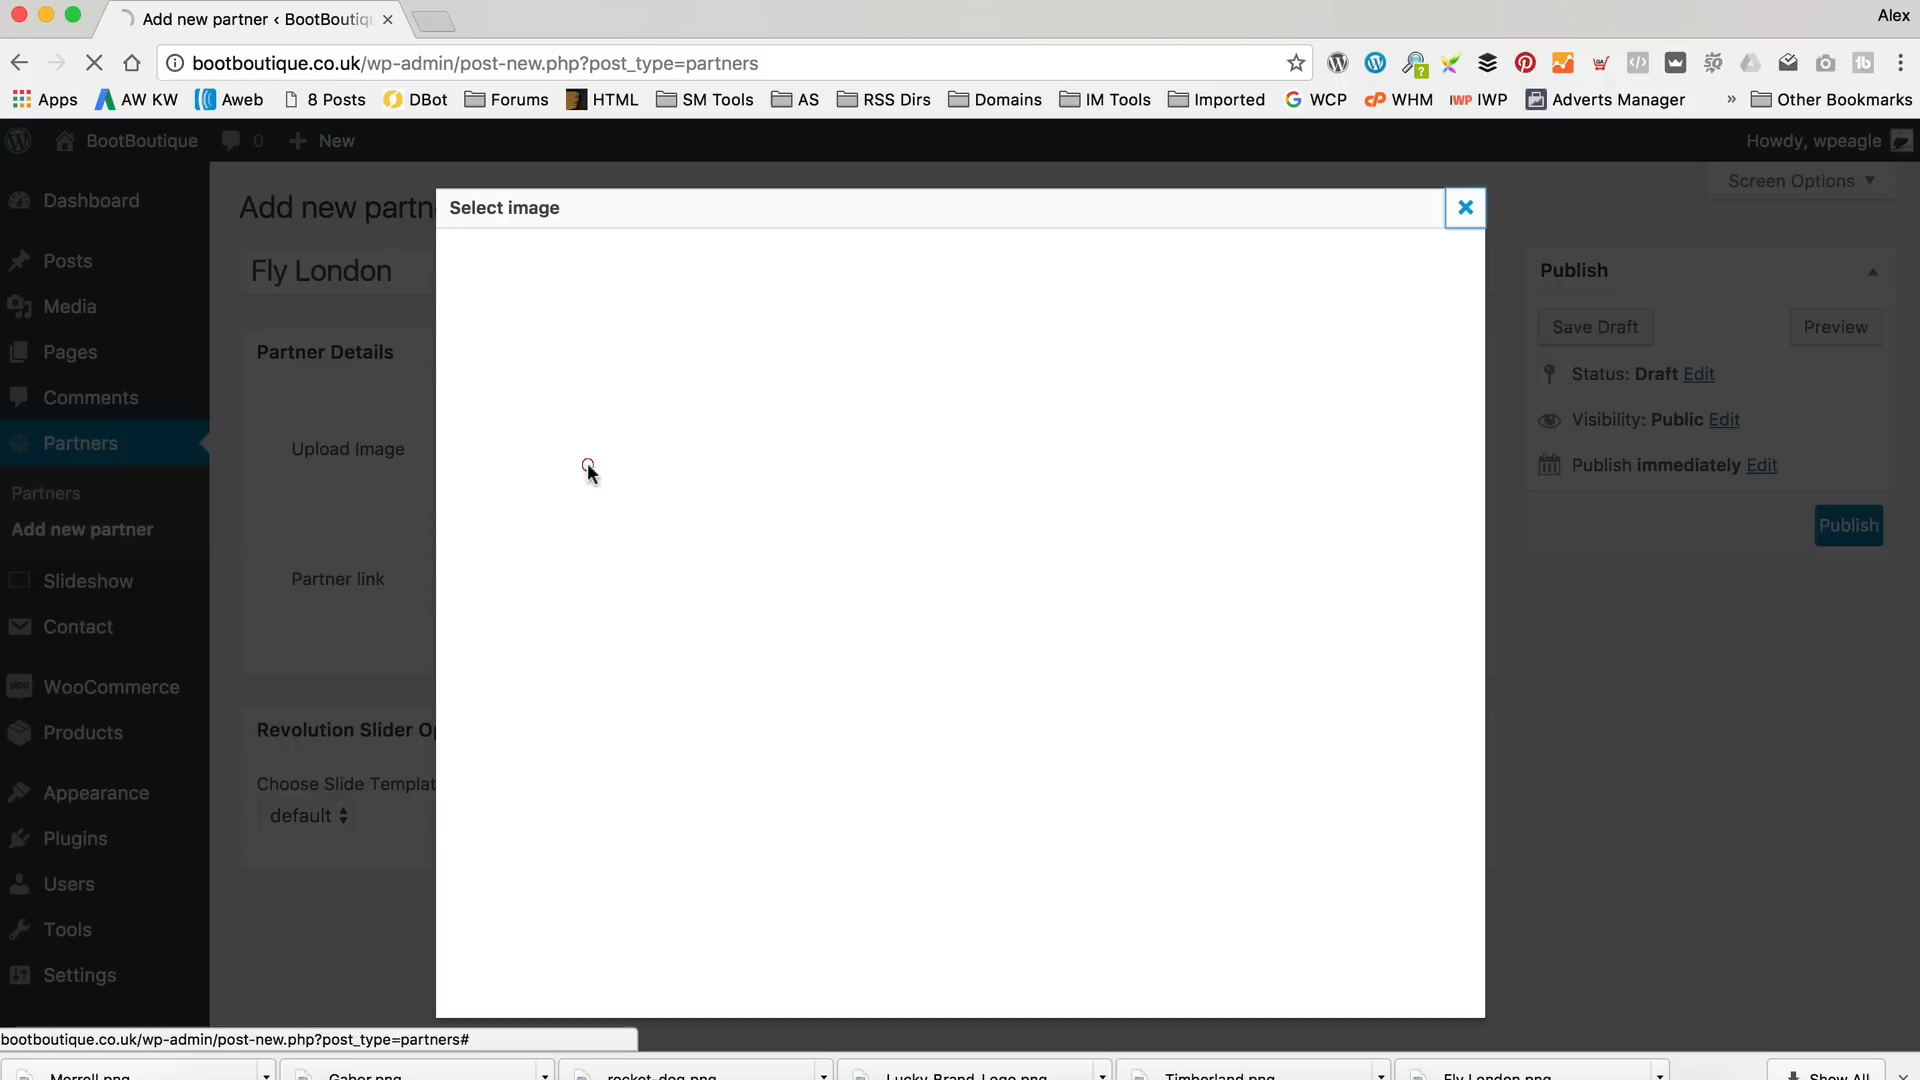 Add new partner ‹ BootBoutiq
Alex
bootboutique.co.uk/wp-admin/post-new.php?post_type=partners
Apps AW KW Aweb 8 Posts DBot Forums HTML SM Tools AS RSS Dirs Domains IM Tools Imported WCP WHM IWP IWP Adverts Manager » Other Bookmarks
BootBoutique 0 New Howdy, wpeagle
Screen Options
Dashboard
Posts
Media
Pages
Comments
Partners
Partners
Add new partner
Slideshow
Contact
WooCommerce
Products
Appearance
Plugins
Users
Tools
Settings
Add new partn
Fly London
Partner Details
Upload Image
Partner link
Revolution Slider Op
Choose Slide Templat
default
Select image
Publish
Save Draft Preview
Status: Draft Edit
Visibility: Public Edit
Publish immediately Edit
Publish
bootboutique.co.uk/wp-admin/post-new.php?post_type=partners#
Merrell.png Gabor.png rocket-dog.png Lucky-Brand-Logo.png Timberland.png Fly London.png Show All